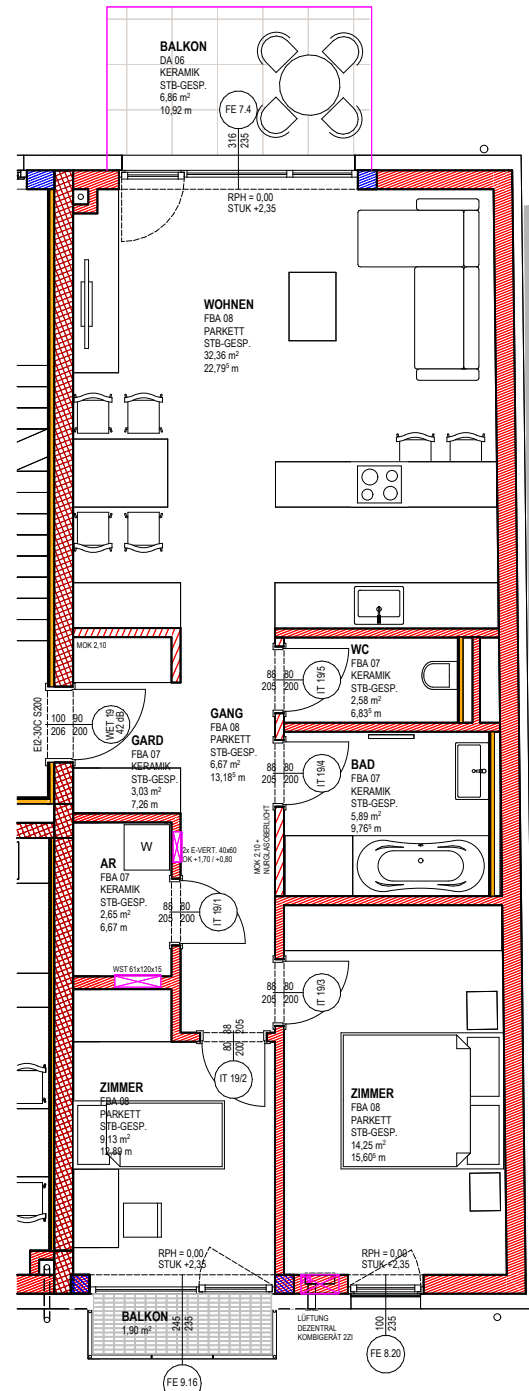 BALKON
DA 06
KERAMIK
STB-GESP.
6,86 m²
10,92 m
FE 7.4
316
235
RPH = 0,00
STUK +2,35
WOHNEN
FBA 08
PARKETT
STB-GESP.
32,36 m²
22,79⁵ m
MOK 2,10
WC
FBA 07
KERAMIK
STB-GESP.
2,58 m²
6,83⁵ m
88 80
205 200
IT 19/5
EI2-30C S200
100 90
206 200
WET 19
42 dB
GARD
FBA 07
KERAMIK
STB-GESP.
3,03 m²
7,26 m
GANG
FBA 08
PARKETT
STB-GESP.
6,67 m²
13,18⁵ m
88 80
205 200
IT 19/4
BAD
FBA 07
KERAMIK
STB-GESP.
5,89 m²
9,76⁵ m
MOK 2,10 +
NURGLASOBERLICHT
2x E-VERT. 40x60
OK +1,70 / +0,80
W
AR
FBA 07
KERAMIK
STB-GESP.
2,65 m²
6,67 m
88 80
205 200
IT 19/1
WST 61x120x15
88 80
205 200
IT 19/3
88 205
80 200
IT 19/2
ZIMMER
FBA 08
PARKETT
STB-GESP.
9,13 m²
12,89 m
ZIMMER
FBA 08
PARKETT
STB-GESP.
14,25 m²
15,60⁵ m
RPH = 0,00
STUK +2,35
RPH = 0,00
STUK +2,35
BALKON
1,90 m²
245
235
FE 9.16
LÜFTUNG
DEZENTRAL
KOMBIGERÄT 2ZI
100
235
FE 8.20